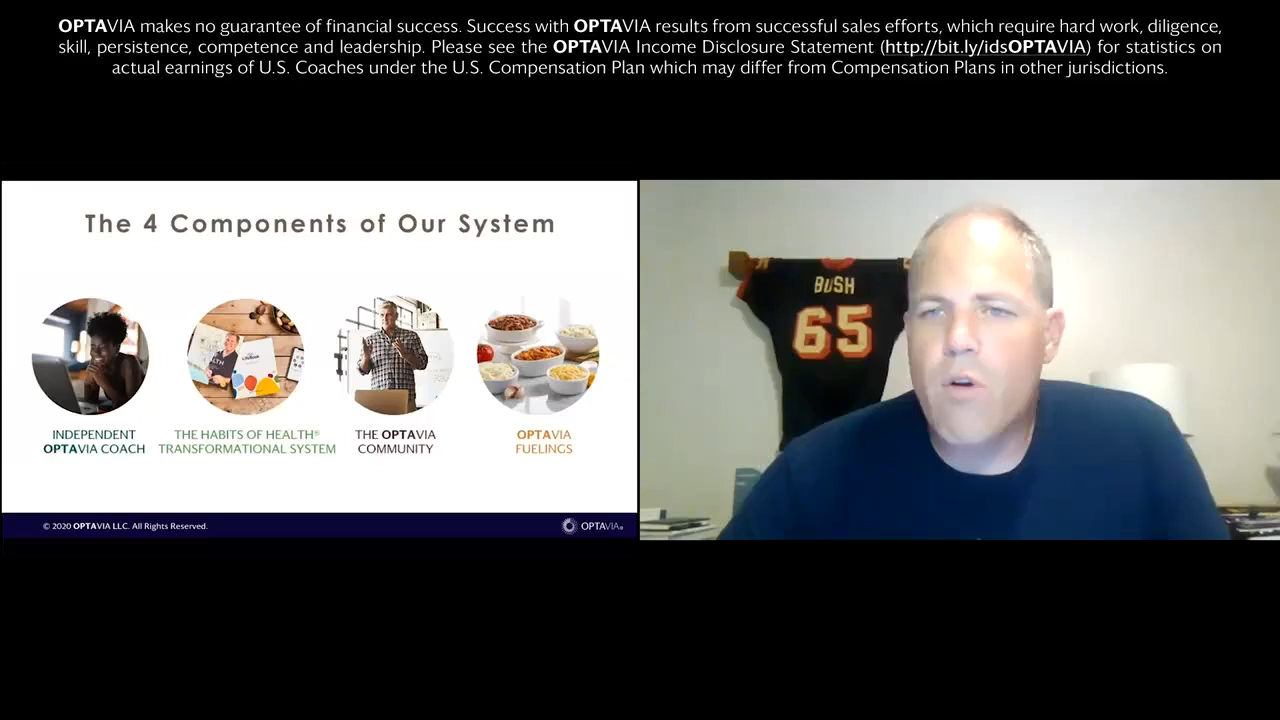 OPTAVIA makes no guarantee of financial success. Success with OPTAVIA results from successful sales efforts, which require hard work, diligence,
skill, persistence, competence and leadership. Please see the OPTAVIA Income Disclosure Statement (http://bit.ly/idsOPTAVIA) for statistics on
actual earnings of U.S. Coaches under the U.S. Compensation Plan which may differ from Compensation Plans in other jurisdictions.
The 4 Components of Our System
INDEPENDENT
OPTAVIA COACH
THE HABITS OF HEALTH®
TRANSFORMATIONAL SYSTEM
THE OPTAVIA
COMMUNITY
OPTAVIA
FUELINGS
© 2020 OPTAVIA LLC. All Rights Reserved.
OPTAVIA®
BUSH
65